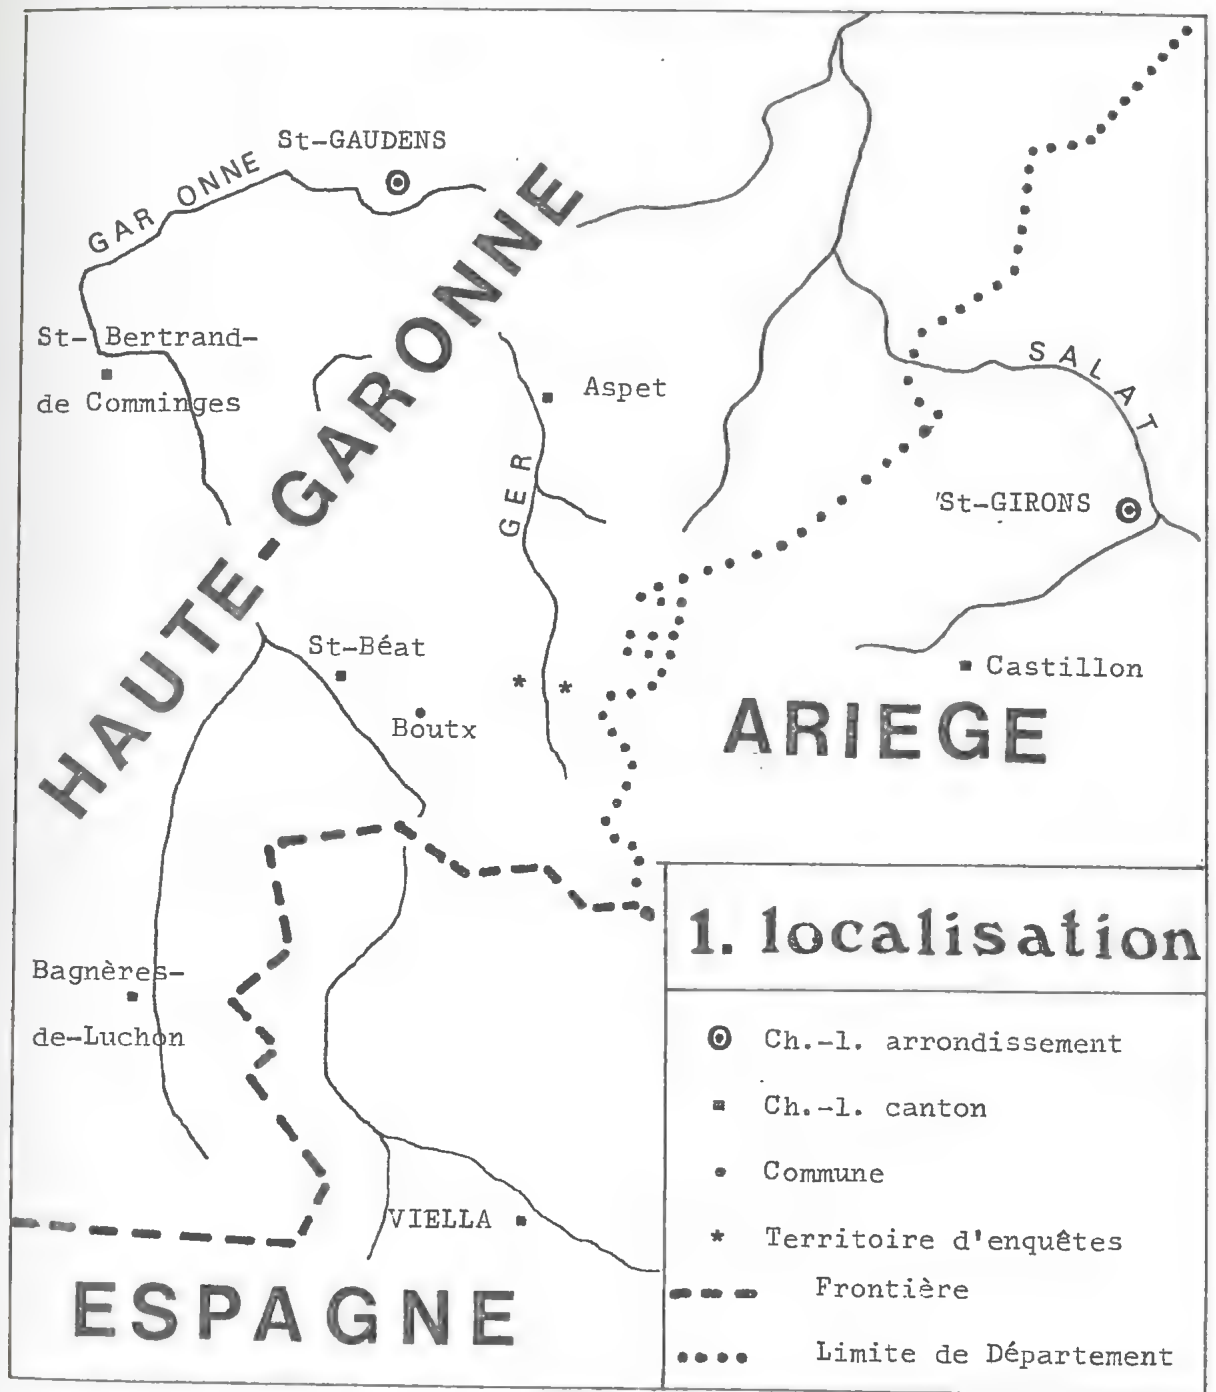 St-GAUDENS
GARONNE
HAUTE-GARONNE
St-Bertrand-
de Comminges
Aspet
SALAT
GER
St-GIRONS
St-Béat
Castillon
Boutx
ARIEGE
1. localisation
Bagnères-
de-Luchon
Ch.-l. arrondissement
Ch.-l. canton
Commune
VIELLA
* Territoire d'enquêtes
Frontière
ESPAGNE
Limite de Département